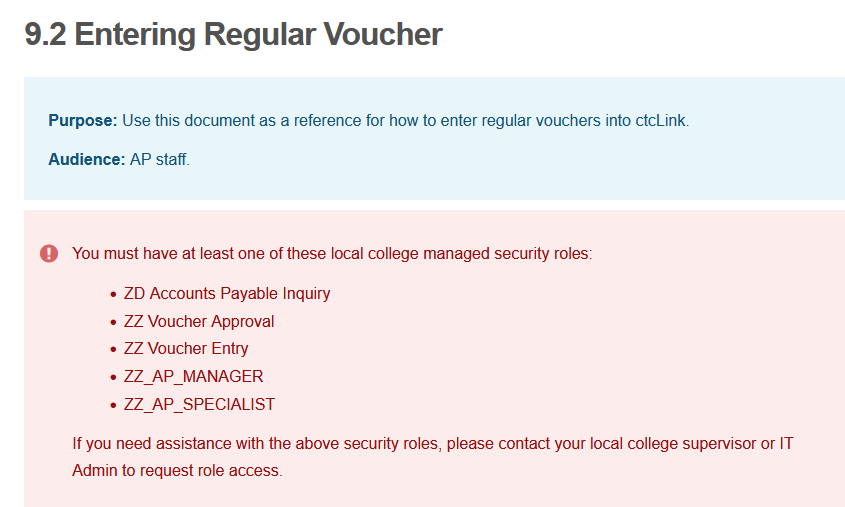 9.2 Entering Regular Voucher
Purpose: Use this document as a reference for how to enter regular vouchers into ctcLink.
Audience: AP staff.
You must have at least one of these local college managed security roles:
• ZD Accounts Payable Inquiry
• ZZ Voucher Approval
• ZZ Voucher Entry
• ZZ_AP_MANAGER
• ZZ_AP_SPECIALIST
If you need assistance with the above security roles, please contact your local college supervisor or IT
Admin to request role access.